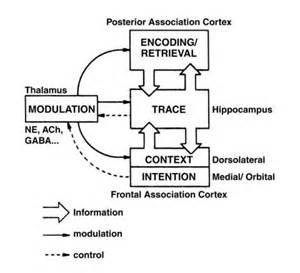 Posterior Association Cortex
ENCODING/
RETRIEVAL
Thalamus
MODULATION
TRACE
Hippocampus
NE, ACh,
GABA...
CONTEXT
Dorsolateral
INTENTION
Medial/ Orbital
Frontal Association Cortex
Information
modulation
control